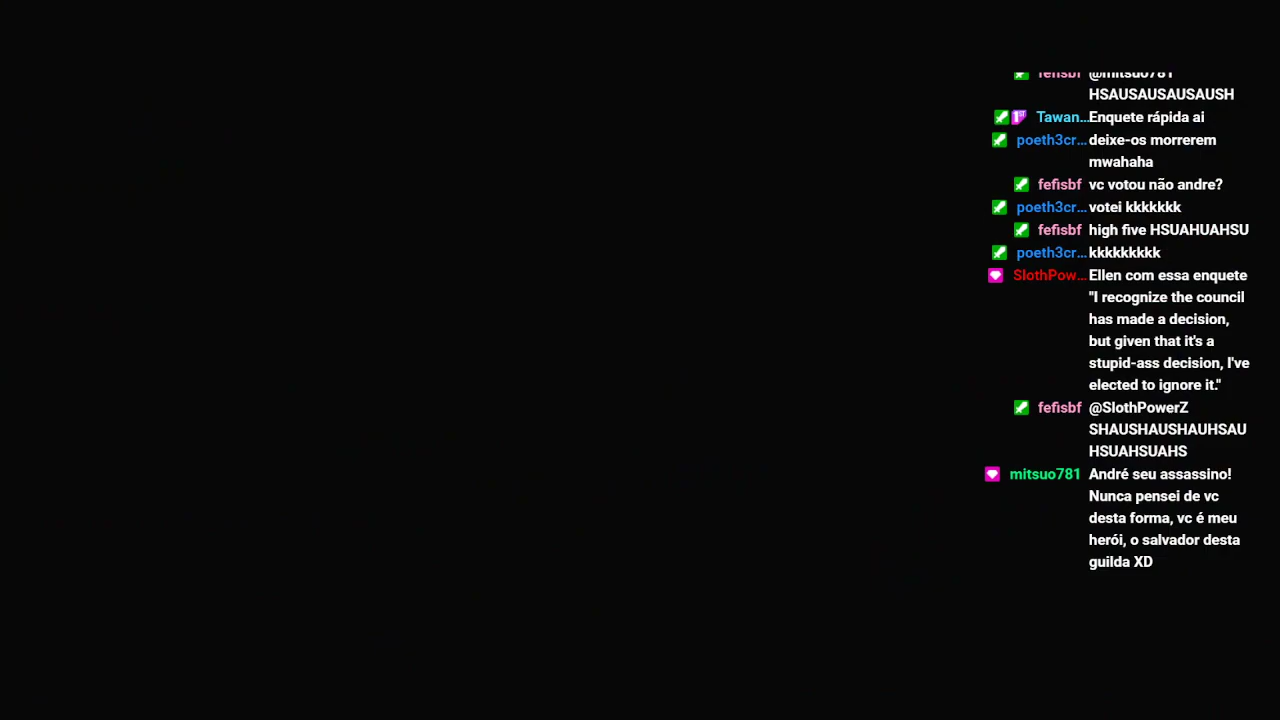 fefisbf @mitsuo781
HSAUSAUSAUSAUSH
Tawan... Enquete rápida ai
poeth3cr... deixe-os morrerem
mwahaha
fefisbf vc votou não andre?
poeth3cr... votei kkkkkkk
fefisbf high five HSUAHUAHSU
poeth3cr... kkkkkkkkk
SlothPow... Ellen com essa enquete
"I recognize the council
has made a decision,
but given that it's a
stupid-ass decision, I've
elected to ignore it."
fefisbf @SlothPowerZ
SHAUSHAUSHAUHSAU
HSUAHSUAHS
mitsuo781 André seu assassino!
Nunca pensei de vc
desta forma, vc é meu
herói, o salvador desta
guilda XD